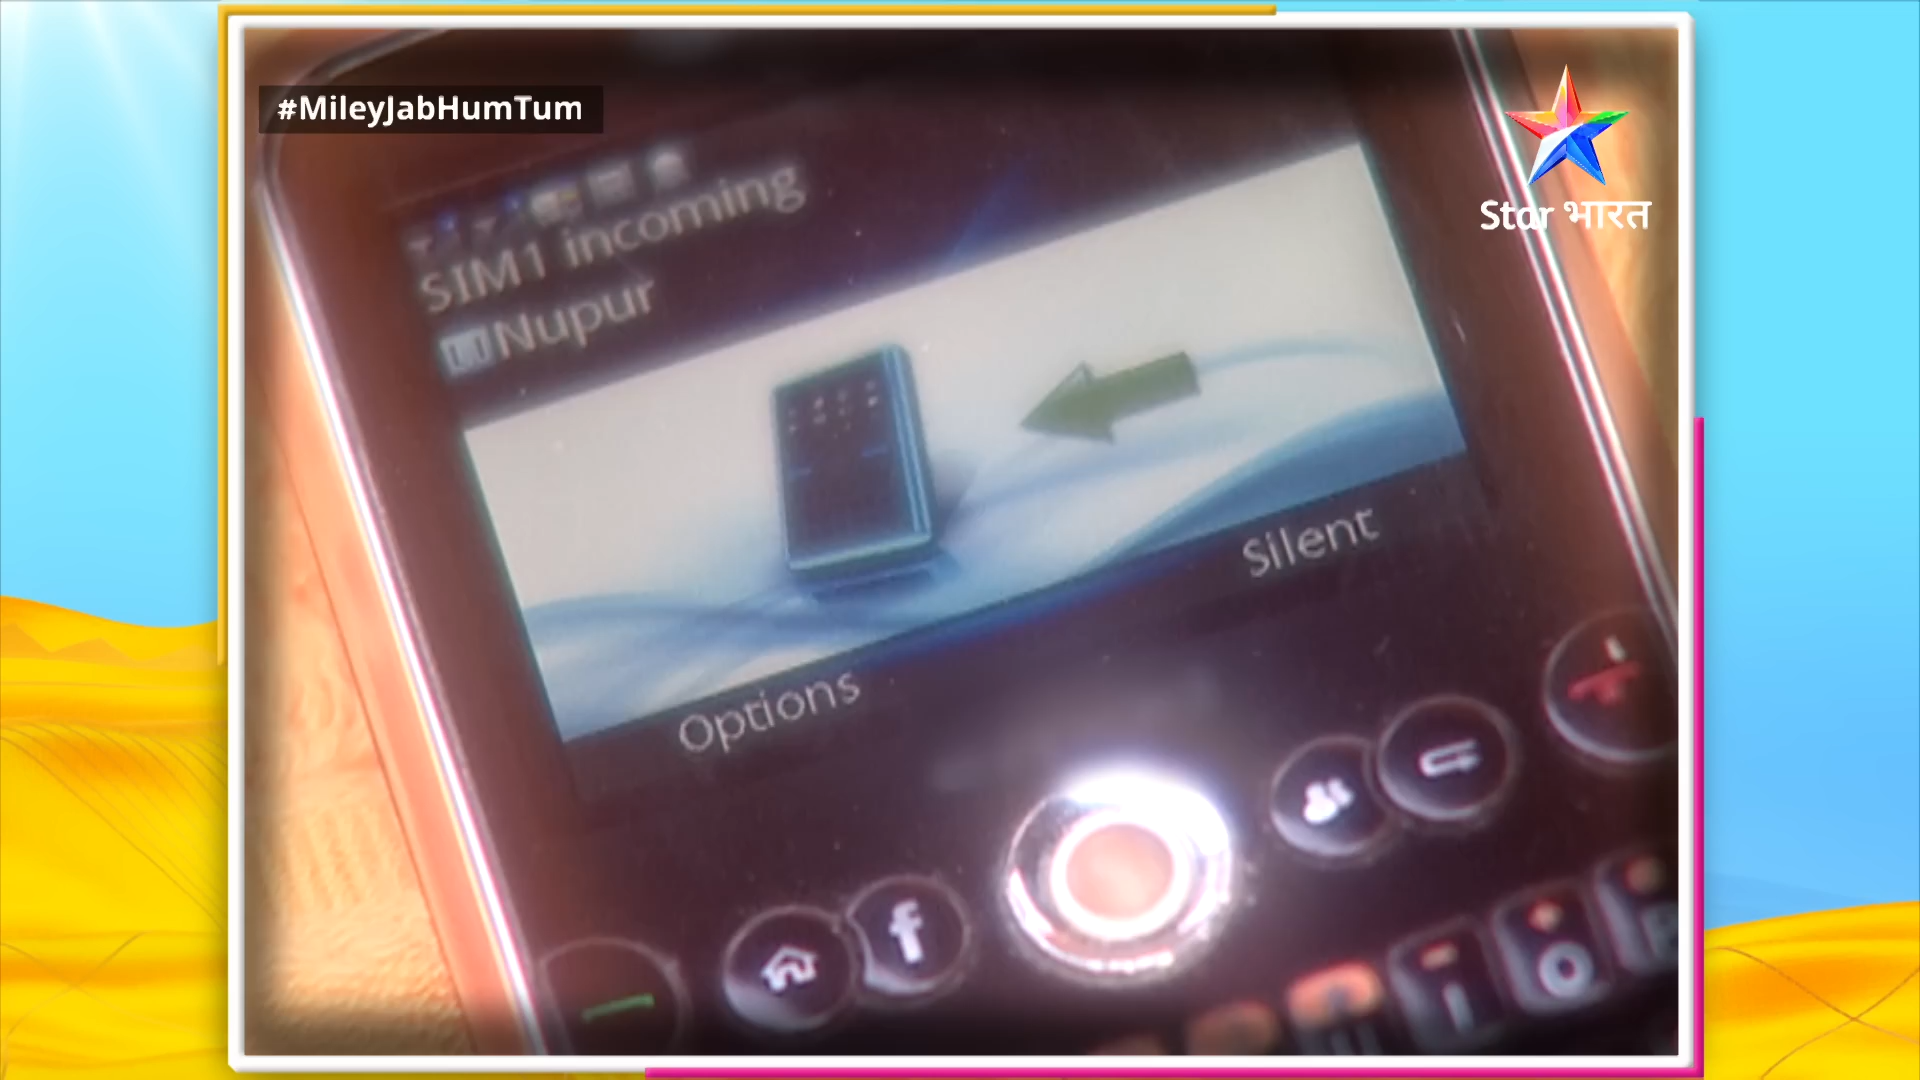 #MileyJabHumTum
Star भारत
SIM1 incoming
Nupur
Silent
Options
f